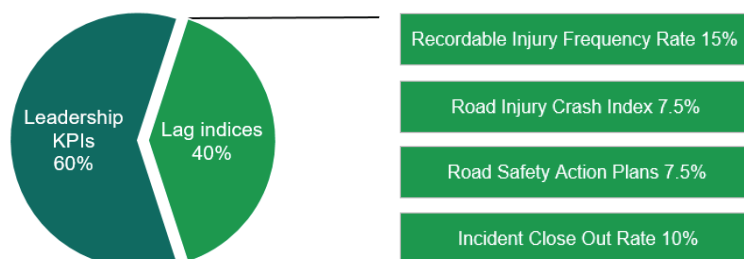 Leadership
KPIs
60%
Lag indices
40%
Recordable Injury Frequency Rate 15%
Road Injury Crash Index 7.5%
Road Safety Action Plans 7.5%
Incident Close Out Rate 10%